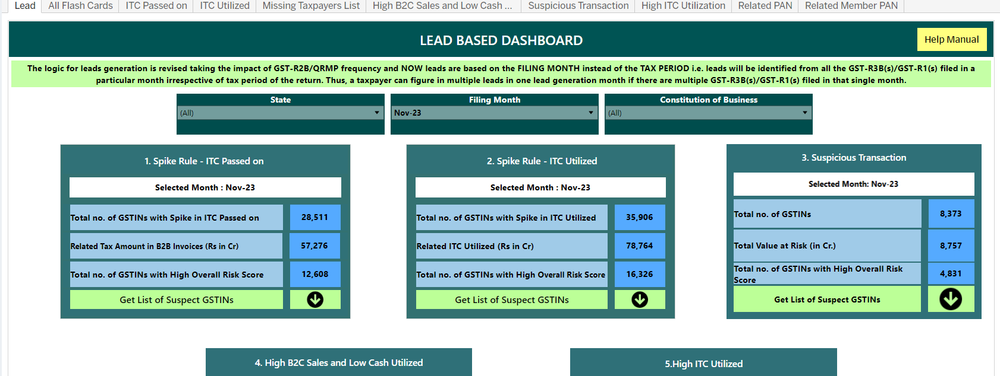 Lead
All Flash Cards
ITC Passed on
ITC Utilized
Missing Taxpayers List
High B2C Sales and Low Cash ...
Suspicious Transaction
High ITC Utilization
Related PAN
Related Member PAN
LEAD BASED DASHBOARD
Help Manual
The logic for leads generation is revised taking the impact of GST-R2B/QRMP frequency and NOW leads are based on the FILING MONTH instead of the TAX PERIOD i.e. leads will be identified from all the GST-R3B(s)/GST-R1(s) filed in a
particular month irrespective of tax period of the return. Thus, a taxpayer can figure in multiple leads in one lead generation month if there are multiple GST-R3B(s)/GST-R1(s) filed in that single month.
State
(All)
Filing Month
Nov-23
Constitution of Business
(All)
1. Spike Rule - ITC Passed on
Selected Month : Nov-23
Total no. of GSTINs with Spike in ITC Passed on
28,511
Related Tax Amount in B2B Invoices (Rs in Cr)
57,276
Total no. of GSTINs with High Overall Risk Score
12,608
Get List of Suspect GSTINs
2. Spike Rule - ITC Utilized
Selected Month : Nov-23
Total no. of GSTINs with Spike in ITC Utilized
35,906
Related ITC Utilized (Rs in Cr)
78,764
Total no. of GSTINs with High Overall Risk Score
16,326
Get List of Suspect GSTINs
3. Suspicious Transaction
Selected Month: Nov-23
Total no. of GSTINs
8,373
Total Value at Risk (in Cr.)
8,757
Total no. of GSTINs with High Overall Risk
Score
4,831
Get List of Suspect GSTINs
4. High B2C Sales and Low Cash Utilized
5.High ITC Utilized